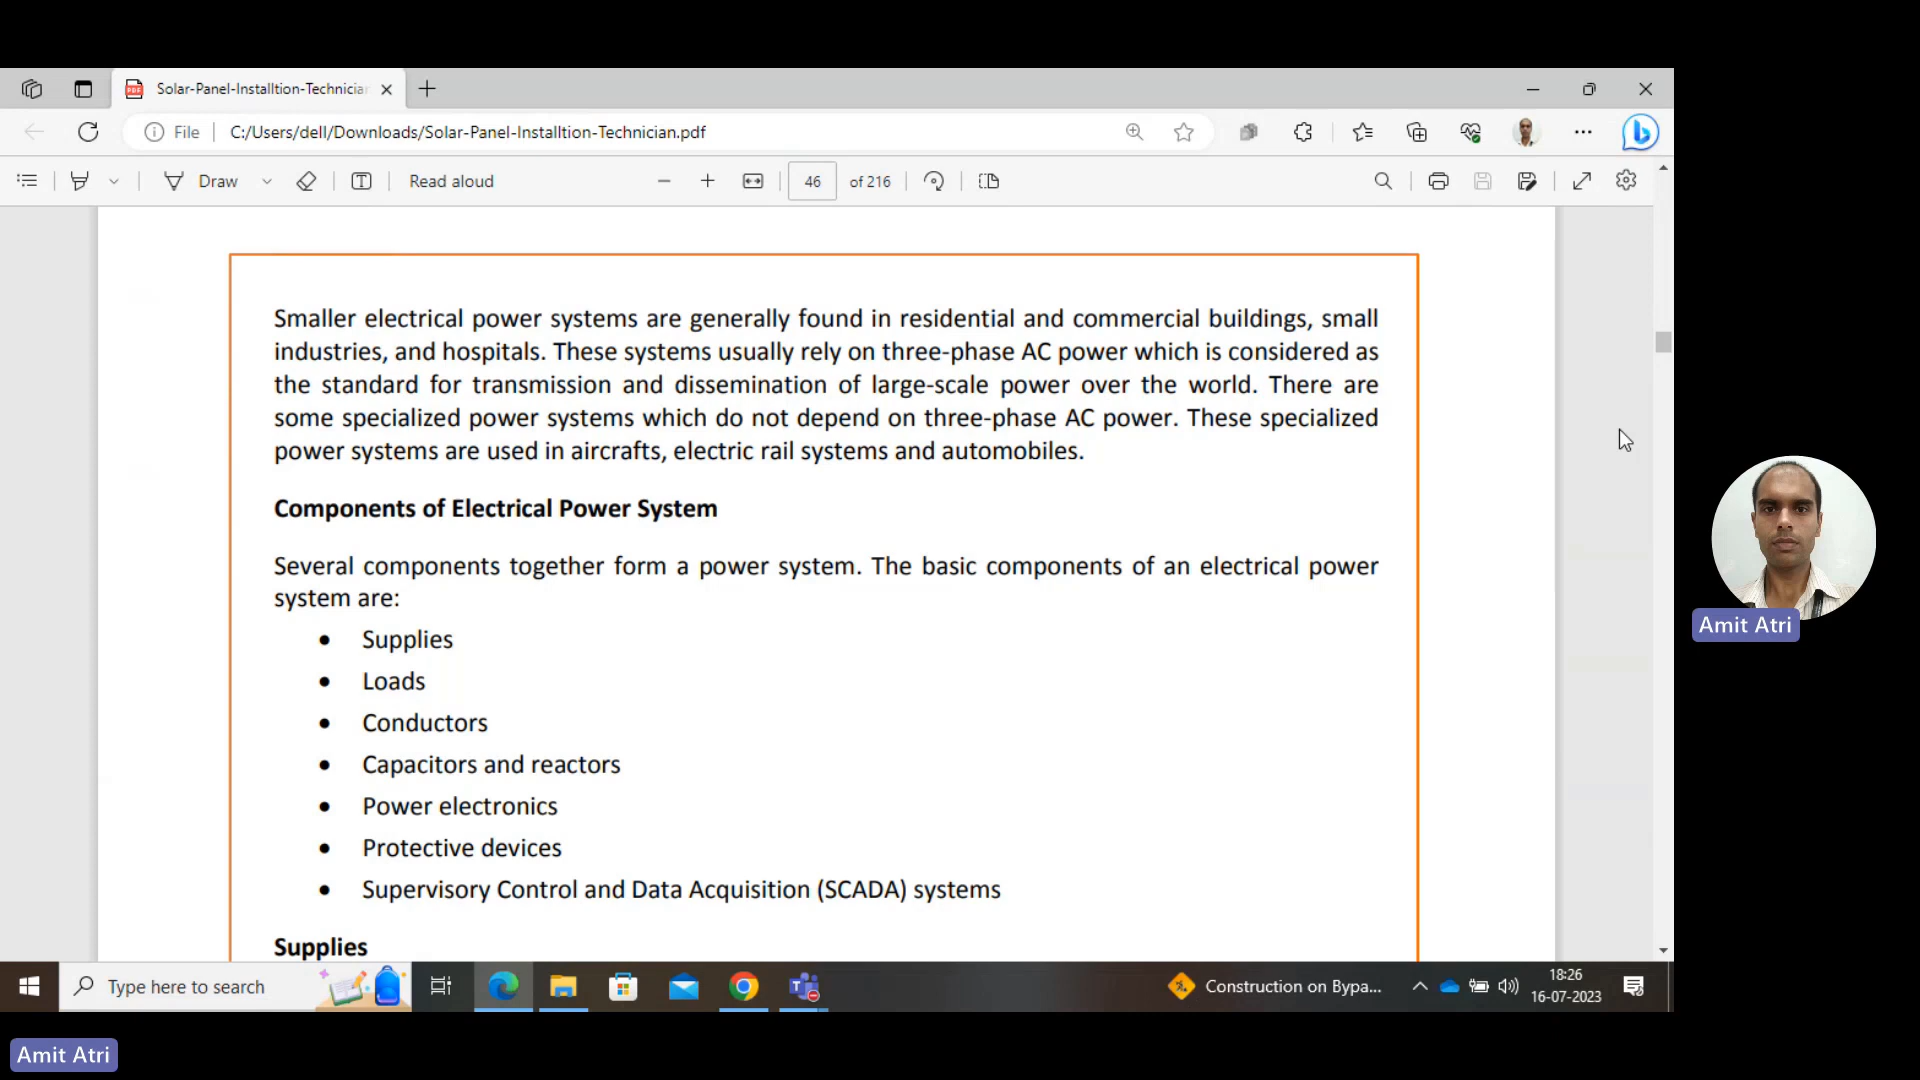 Solar-Panel-Installtion-Technician
File
C:/Users/dell/Downloads/Solar-Panel-Installtion-Technician.pdf
Draw
Read aloud
46
of 216
Smaller electrical power systems are generally found in residential and commercial buildings, small
industries, and hospitals. These systems usually rely on three-phase AC power which is considered as
the standard for transmission and dissemination of large-scale power over the world. There are
some specialized power systems which do not depend on three-phase AC power. These specialized
power systems are used in aircrafts, electric rail systems and automobiles.
Components of Electrical Power System
Several components together form a power system. The basic components of an electrical power
system are:
• Supplies
• Loads
• Conductors
• Capacitors and reactors
• Power electronics
• Protective devices
• Supervisory Control and Data Acquisition (SCADA) systems
Supplies
Type here to search
Construction on Bypa...
18:26
16-07-2023
Amit Atri
Amit Atri